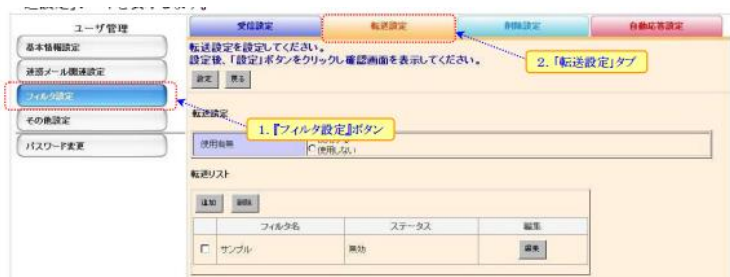 ユーザ管理
基本情報設定
迷惑メール関連設定
フィルタ設定
その他設定
パスワード変更
受信設定
転送設定
削除設定
自動応答設定
転送設定を設定してください。
設定後、「設定」ボタンをクリックし確認画面を表示してください。
2.「転送設定」タブ
設定
戻る
転送設定
1.『フィルタ設定』ボタン
使用有無
使用しない
転送リスト
追加
削除
フィルタ名
ステータス
編集
サンプル
無効
編集